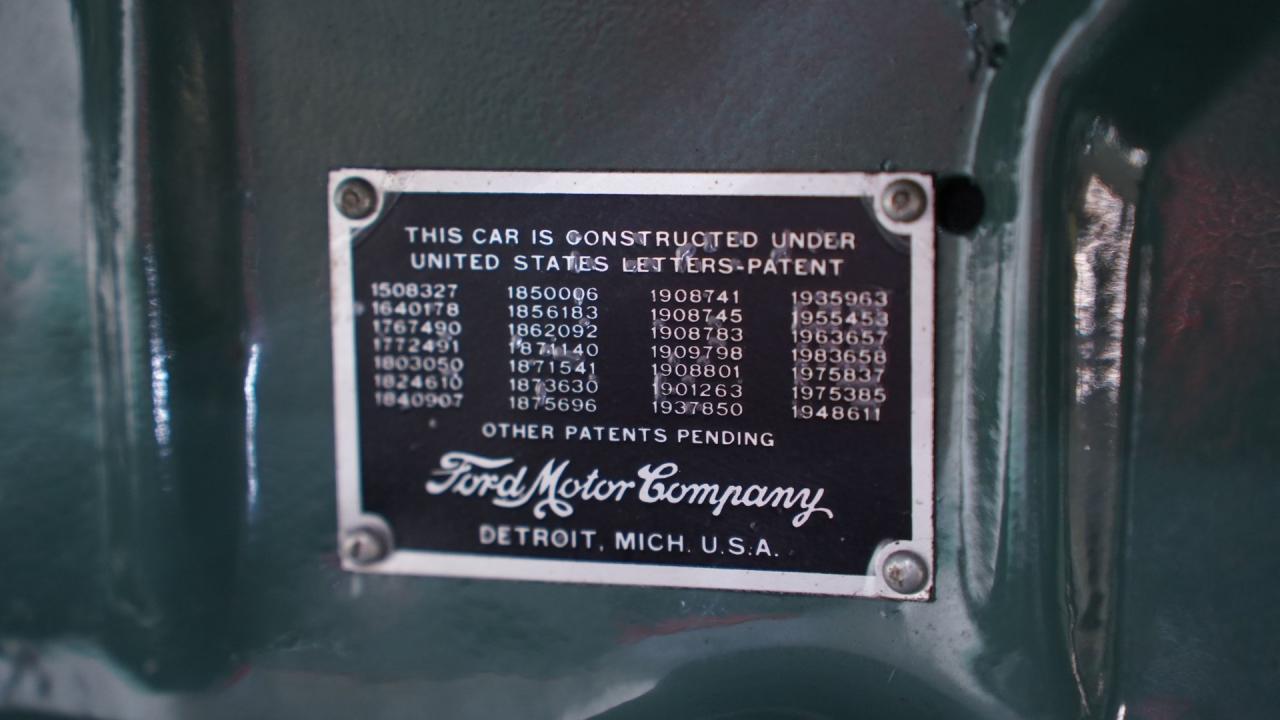 THIS CAR IS CONSTRUCTED UNDER
UNITED STATES LETTERS-PATENT
1508327 1850006 1908741 1935963
1640178 1856183 1908745 1955453
1767490 1862092 1908783 1963657
1772491 1871140 1909798 1983658
1803050 1871541 1908801 1975837
1824610 1873630 1901263 1975385
1840907 1875696 1937850 1948611
OTHER PATENTS PENDING
Ford Motor Company
DETROIT, MICH. U.S.A.